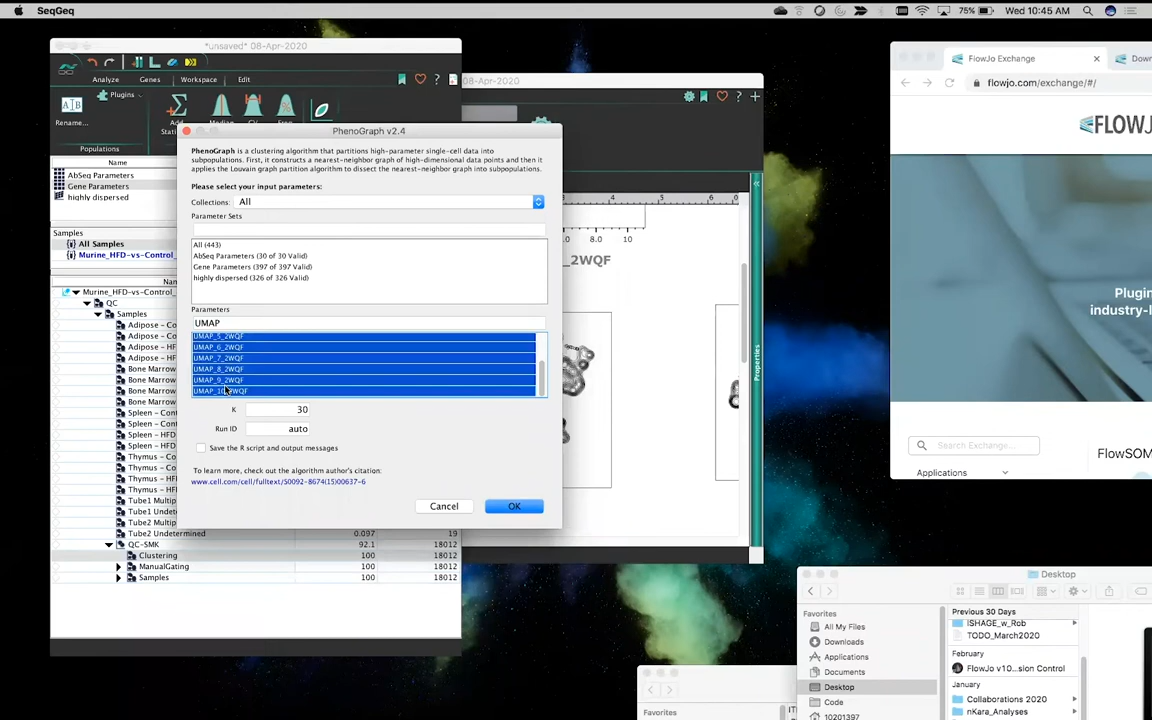 SeqGeq
75%
Wed 10:45 AM
*unsaved* 08-Apr-2020
Analyze
Genes
Workspace
Edit
Rename...
Plugins
Populations
Name
AbSeq Parameters
Gene Parameters
highly dispersed
Samples
All Samples
Murine_HFD-vs-Control_
Murine_HFD-vs-Control_
QC
Samples
Adipose - Co
Adipose - Co
Adipose - HF
Adipose - HF
Bone Marrow
Bone Marrow
Bone Marrow
Bone Marrow
Spleen - Cont
Spleen - Cont
Spleen - HFD
Spleen - HFD
Thymus - Co
Thymus - Co
Thymus - HF
Thymus - HF
Tube1 Multip
Tube1 Unde
Tube2 Multip
Tube2 Undetermined
0.097
19
QC-SMK
92.1
18012
Clustering
100
18012
ManualGating
100
18012
Samples
100
18012
PhenoGraph v2.4
PhenoGraph is a clustering algorithm that partitions high-parameter single-cell data into
subpopulations. First, it constructs a nearest-neighbor graph of high-dimensional data points and then it
applies the Louvain graph partition algorithm to dissect the nearest-neighbor graph into subpopulations.
Please select your input parameters:
Collections:
All
Parameter Sets
All (443)
AbSeq Parameters (30 of 30 Valid)
Gene Parameters (397 of 397 Valid)
highly dispersed (326 of 326 Valid)
Parameters
UMAP
UMAP_5_2WQF
UMAP_6_2WQF
UMAP_7_2WQF
UMAP_8_2WQF
UMAP_9_2WQF
K
30
Run ID
auto
Save the R script and output messages
To learn more, check out the algorithm author's citation:
www.cell.com/cell/fulltext/S0092-8674(15)00637-6
Cancel
OK
08-Apr-2020
8.0
10
_2WQF
Properties
FlowJo Exchange
Down
flowjo.com/exchange/#/
FLOWJO
Plugin
industry-l
Search Exchange...
Applications
FlowSOM
Desktop
Favorites
All My Files
Downloads
Applications
Documents
Desktop
Code
10201397
Previous 30 Days
ISHAGE_w_Rob
TODO_March2020
February
FlowJo v10...sion Control
January
Collaborations 2020
nKara_Analyses
Favorites